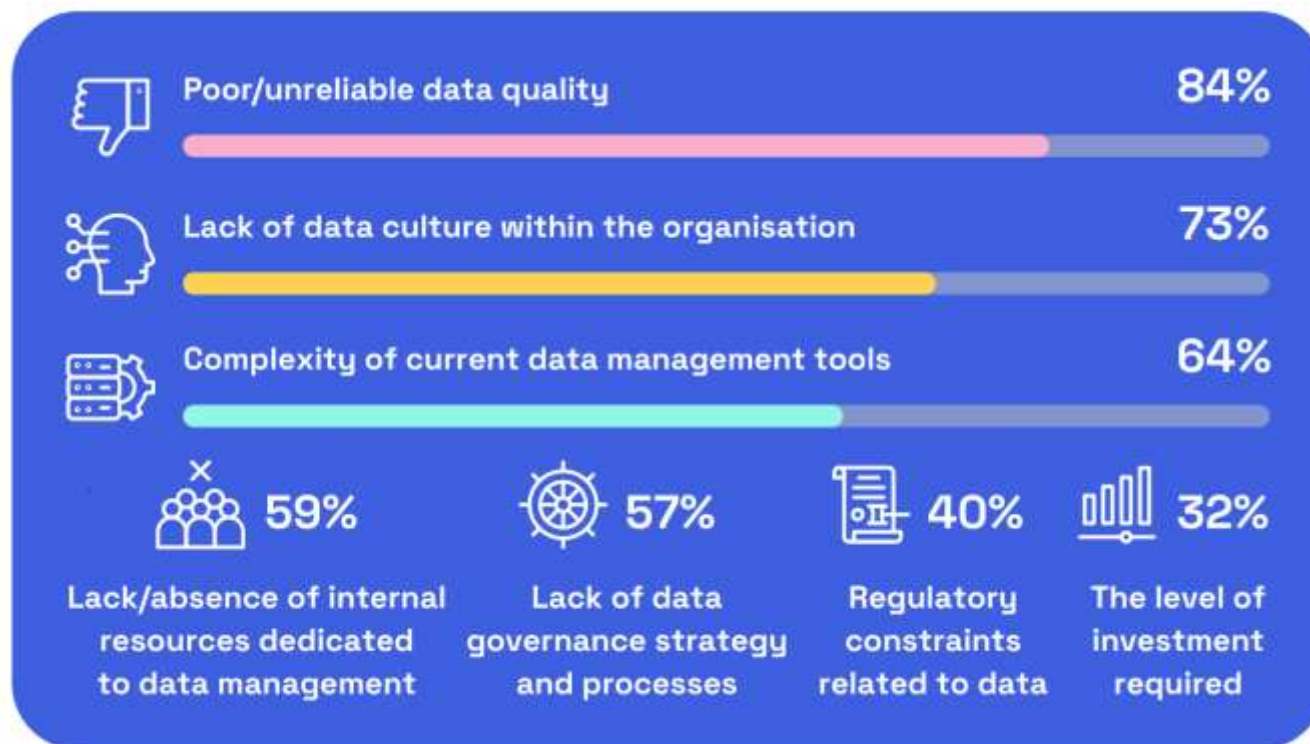 Poor/unreliable data quality 84%
Lack of data culture within the organisation 73%
Complexity of current data management tools 64%
59%
Lack/absence of internal
resources dedicated
to data management
57%
Lack of data
governance strategy
and processes
40%
Regulatory
constraints
related to data
32%
The level of
investment
required